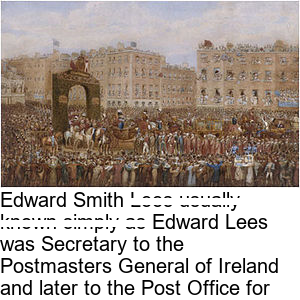 Edward Smith
Edward Lees
was Secretary to the
Postmasters General of Ireland
and later to the Post Office for